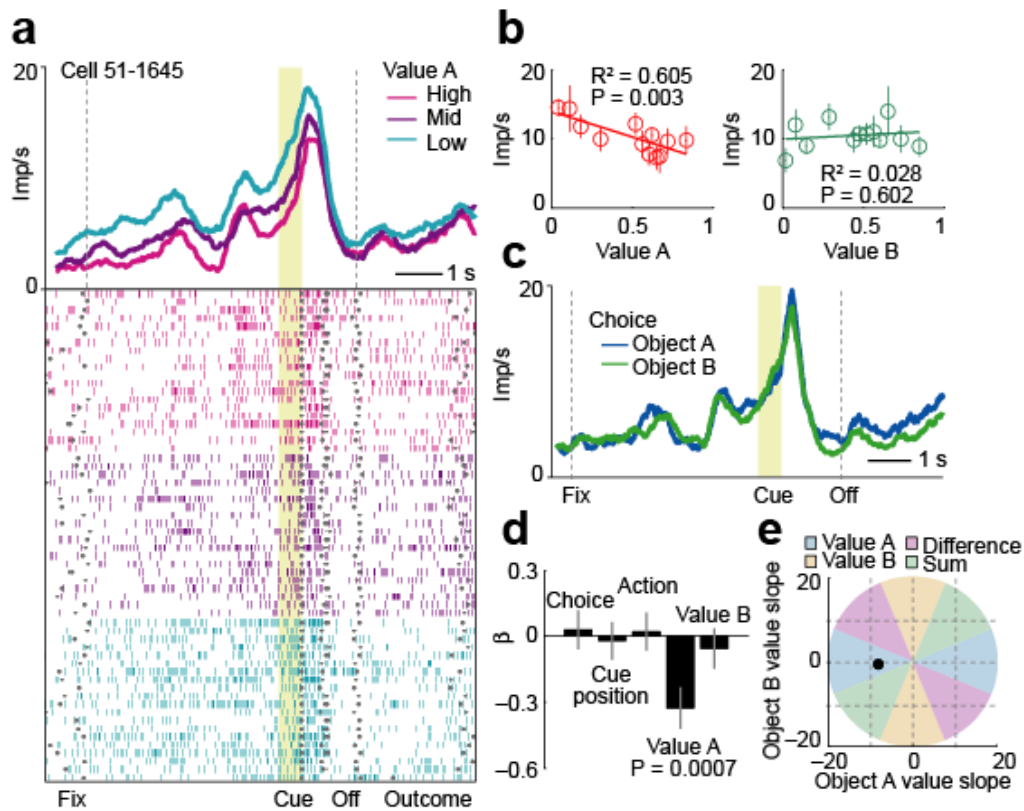 a
20
Cell 51-1645
Value A
High
Mid
Low
Imp/s
1 s
0
Fix
Cue
Off
Outcome
b
20
R² = 0.605
P = 0.003
Imp/s
10
0
0
0.5
1
Value A
20
Imp/s
10
R² = 0.028
P = 0.602
0
0
0.5
1
Value B
c
20
Choice
Object A
Object B
Imp/s
1 s
0
Fix
Cue
Off
d
0.3
Action
Choice
Value B
β
0
Cue
position
−0.3
Value A
P = 0.0007
−0.6
e
Value A
Difference
Value B
Sum
Object B value slope
20
0
−20
−20
0
20
Object A value slope